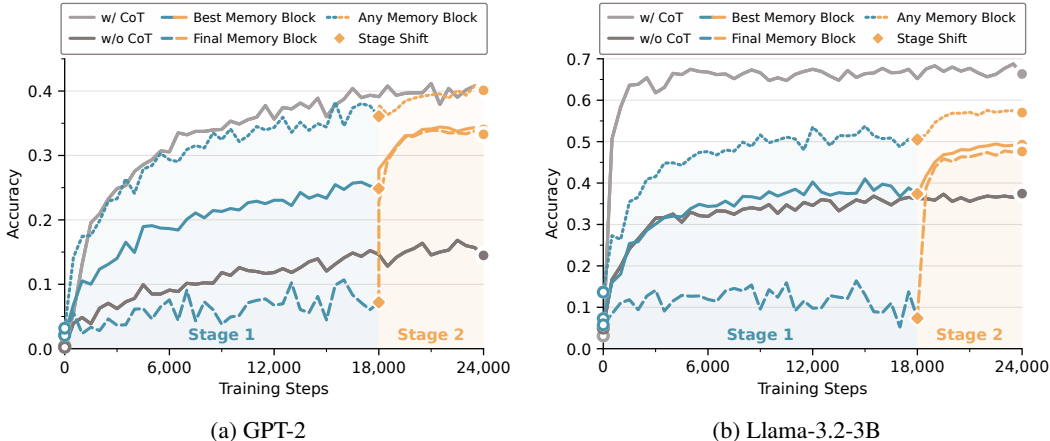 w/ CoT Best Memory Block Any Memory Block
w/o CoT Final Memory Block Stage Shift
Accuracy
0.4
0.3
0.2
0.1
0.0
Stage 1 Stage 2
0 6,000 12,000 18,000 24,000
Training Steps
(a) GPT-2
w/ CoT Best Memory Block Any Memory Block
w/o CoT Final Memory Block Stage Shift
Accuracy
0.7
0.6
0.5
0.4
0.3
0.2
0.1
0.0
Stage 1 Stage 2
0 6,000 12,000 18,000 24,000
Training Steps
(b) Llama-3.2-3B